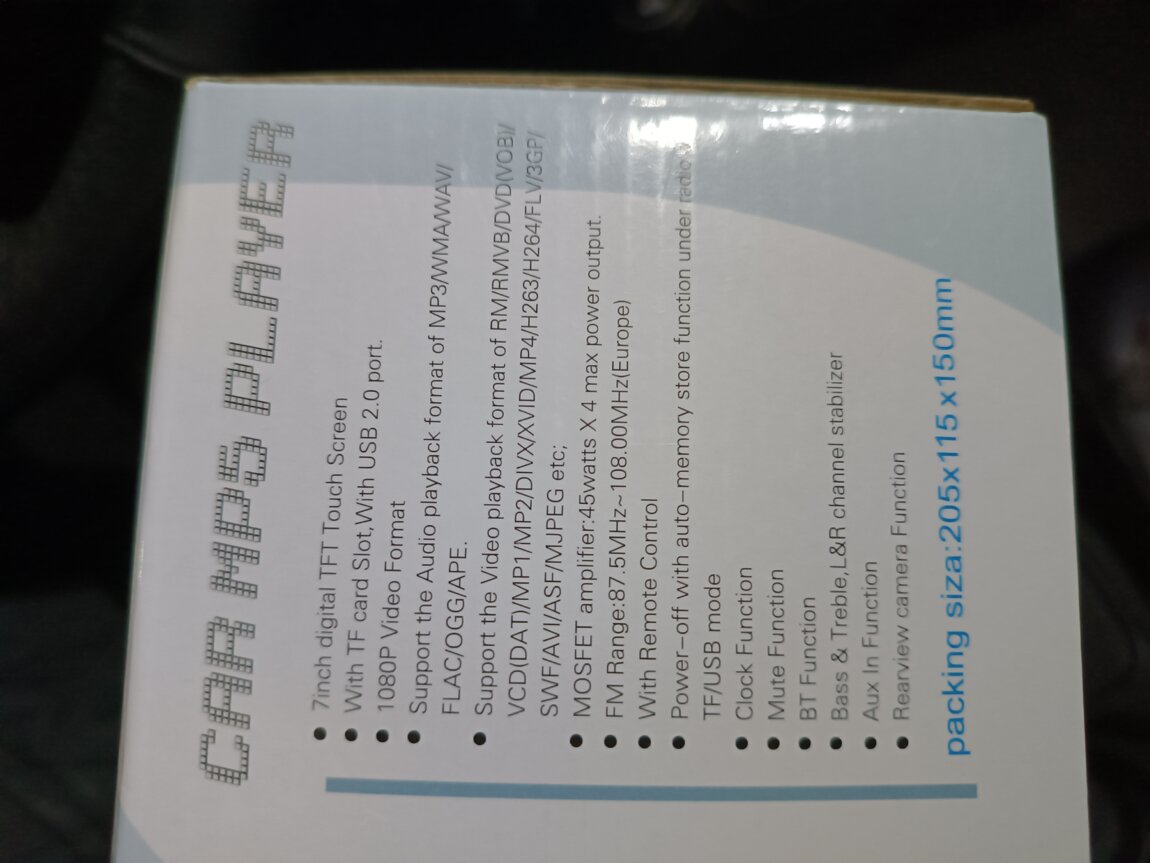 CAR MP5 PLAYER
● 7inch digital TFT Touch Screen
● With TF card Slot,With USB 2.0 port.
● 1080P Video Format
● Support the Audio playback format of MP3/WMA/WAV/
FLAC/OGG/APE.
● Support the Video playback format of RM/RMVB/DVD(VOB)/
VCD(DAT)/MP1/MP2/DIVX/XVID/MP4/H263/H264/FLV/3GP/
SWF/AVI/ASF/MJPEG etc;
● MOSFET amplifier:45watts X 4 max power output.
● FM Range:87.5MHz~108.00MHz(Europe)
● With Remote Control
● Power-off with auto-memory store function under radio
TF/USB mode
● Clock Function
● Mute Function
● BT Function
● Bass & Treble,L&R channel stabilizer
● Aux In Function
● Rearview camera Function
packing siza:205x115x150mm